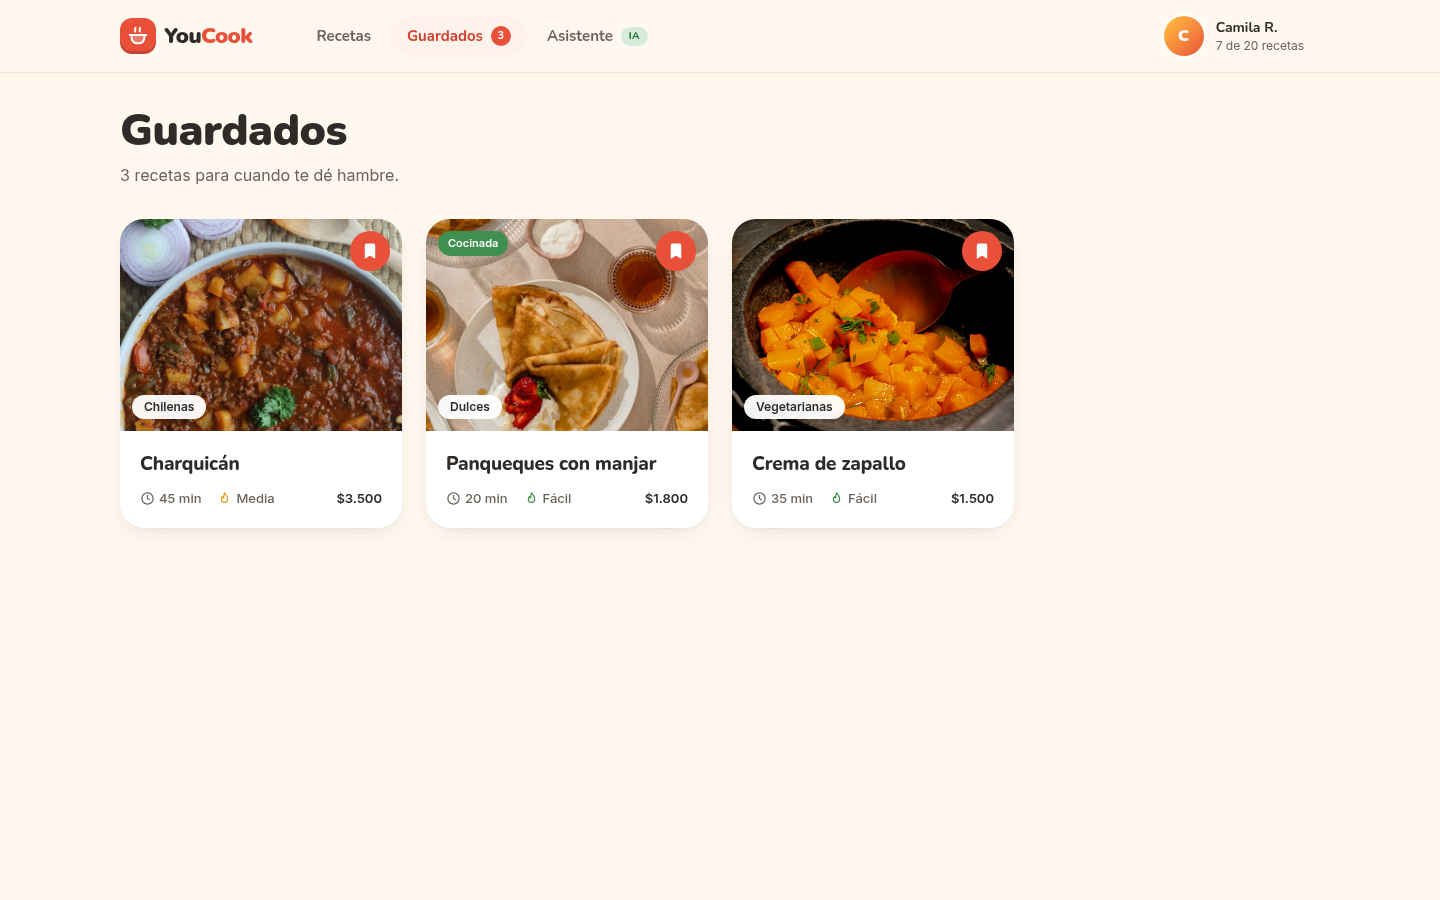 YouCook
Recetas
Guardados 3
Asistente IA
C
Camila R.
7 de 20 recetas
Guardados
3 recetas para cuando te dé hambre.
Chilenas
Charquicán
45 min Media $3.500
Cocinada
Dulces
Panqueques con manjar
20 min Fácil $1.800
Vegetarianas
Crema de zapallo
35 min Fácil $1.500